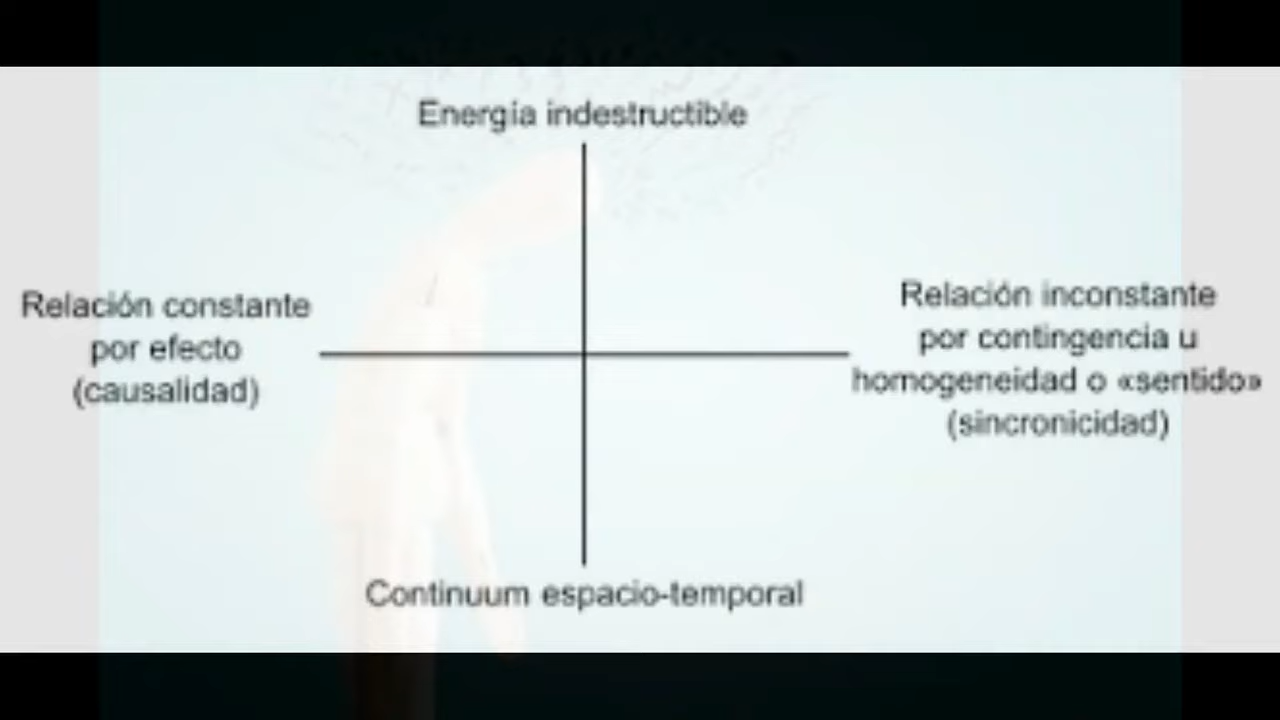 Energía indestructible
Relación constante
por efecto
(causalidad)
Relación inconstante
por contingencia u
homogeneidad o «sentido»
(sincronicidad)
Continuum espacio-temporal